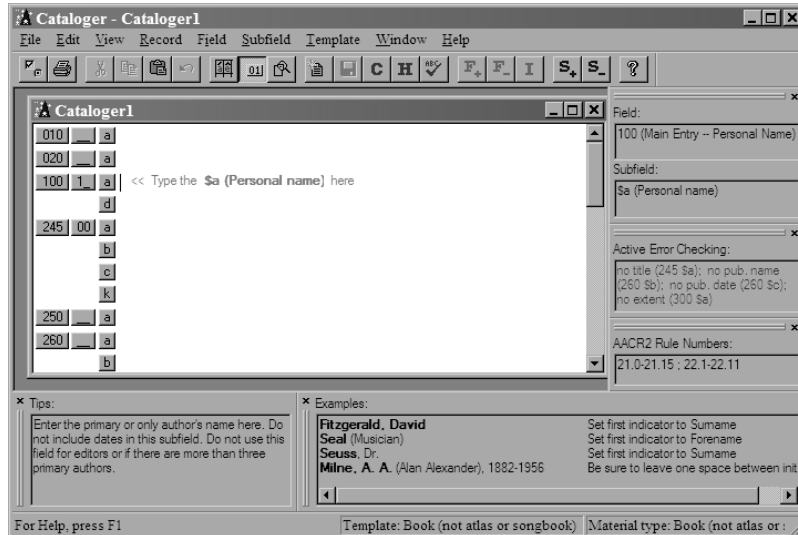 Cataloger - Cataloger1
File Edit View Record Field Subfield Template Window Help
01 C H ABC F+ F- I S+ S- ?
Cataloger1
010 __ a
020 __ a
100 1_ a << Type the $a (Personal name) here
d
245 00 a
b
c
k
250 __ a
260 __ a
b
Field:
100 (Main Entry -- Personal Name)
Subfield:
$a (Personal name)
Active Error Checking:
no title (245 $a); no pub. name
(260 $b); no pub. date (260 $c);
no extent (300 $a)
AACR2 Rule Numbers:
21.0-21.15 ; 22.1-22.11
Tips:
Enter the primary or only author's name here. Do
not include dates in this subfield. Do not use this
field for editors or if there are more than three
primary authors.
Examples:
Fitzgerald, David Set first indicator to Surname
Seal (Musician) Set first indicator to Forename
Seuss, Dr. Set first indicator to Surname
Milne, A. A. (Alan Alexander), 1882-1956 Be sure to leave one space between init
For Help, press F1 Template: Book (not atlas or songbook) Material type: Book (not atlas or